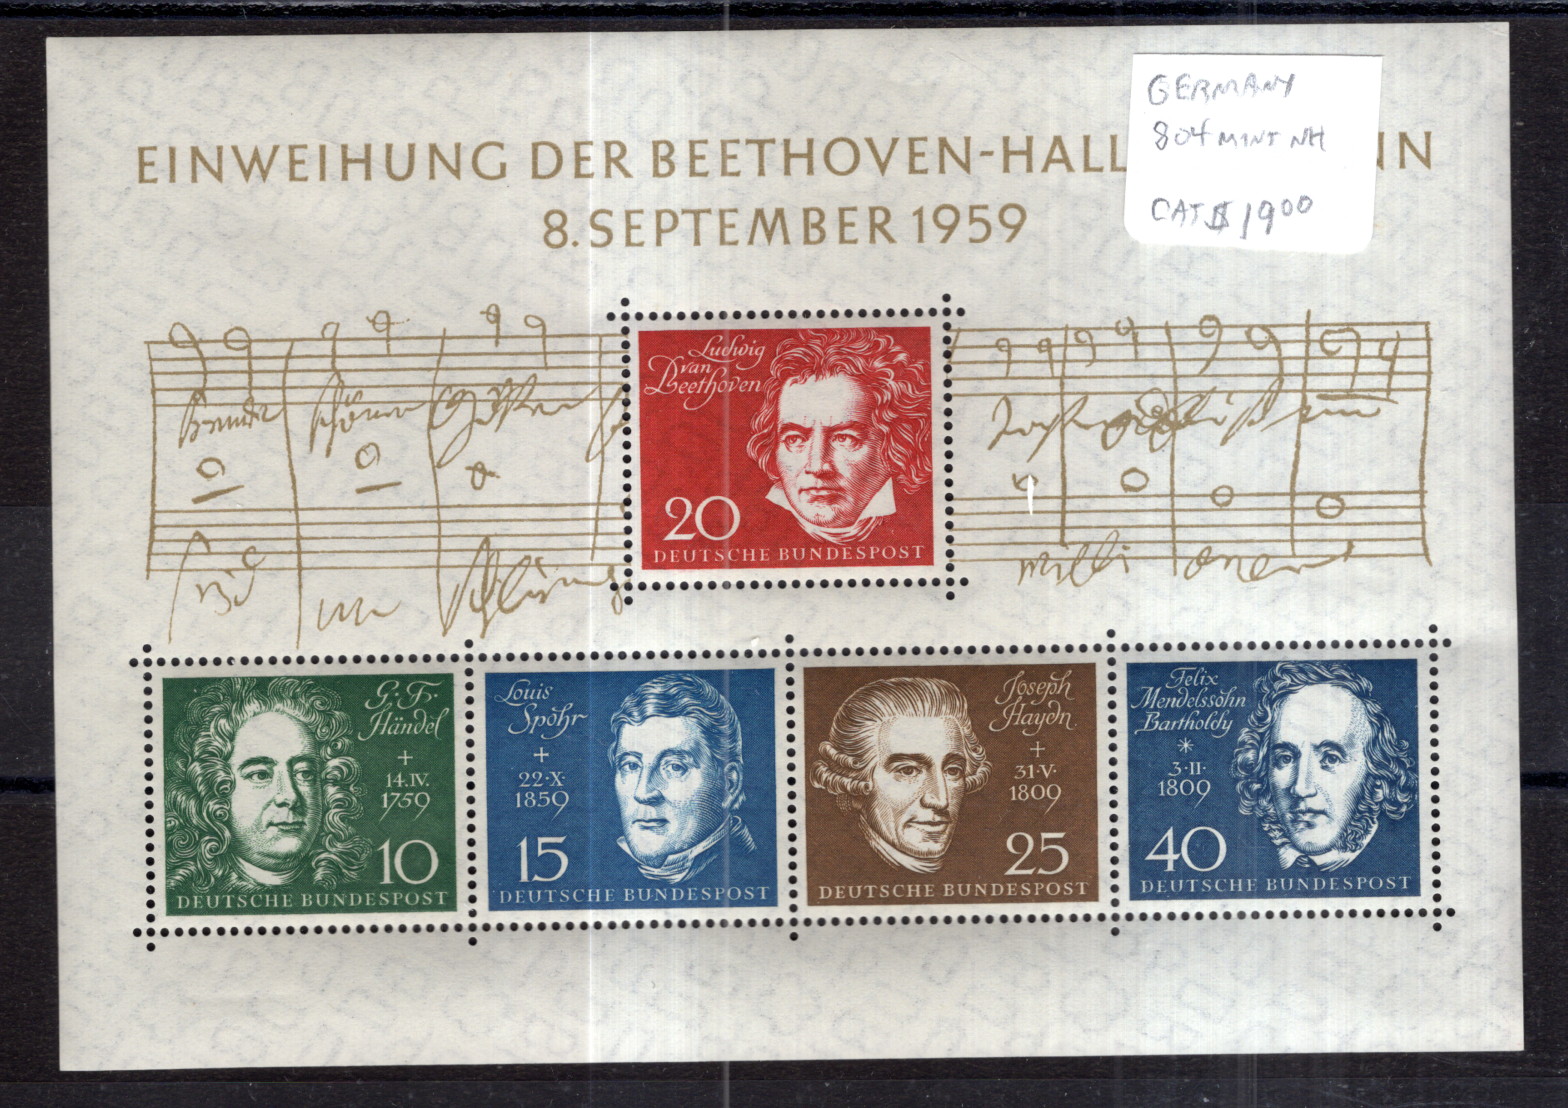 EINWEIHUNG DER BEETHOVEN-HALL NN
8. SEPTEMBER 1959
GERMANY
804 MINT NH
CAT $ 19.00
Ludwig
van
Beethoven
20
DEUTSCHE BUNDESPOST
G. Fr.
Händel
+
14.IV.
1759
10
DEUTSCHE BUNDESPOST
Louis
Spohr
+
22.X
1859
15
DEUTSCHE BUNDESPOST
Joseph
Haydn
+
31.V.
1809
25
DEUTSCHE BUNDESPOST
Felix
Mendelssohn
Bartholdy
*
3.II.
1809
40
DEUTSCHE BUNDESPOST